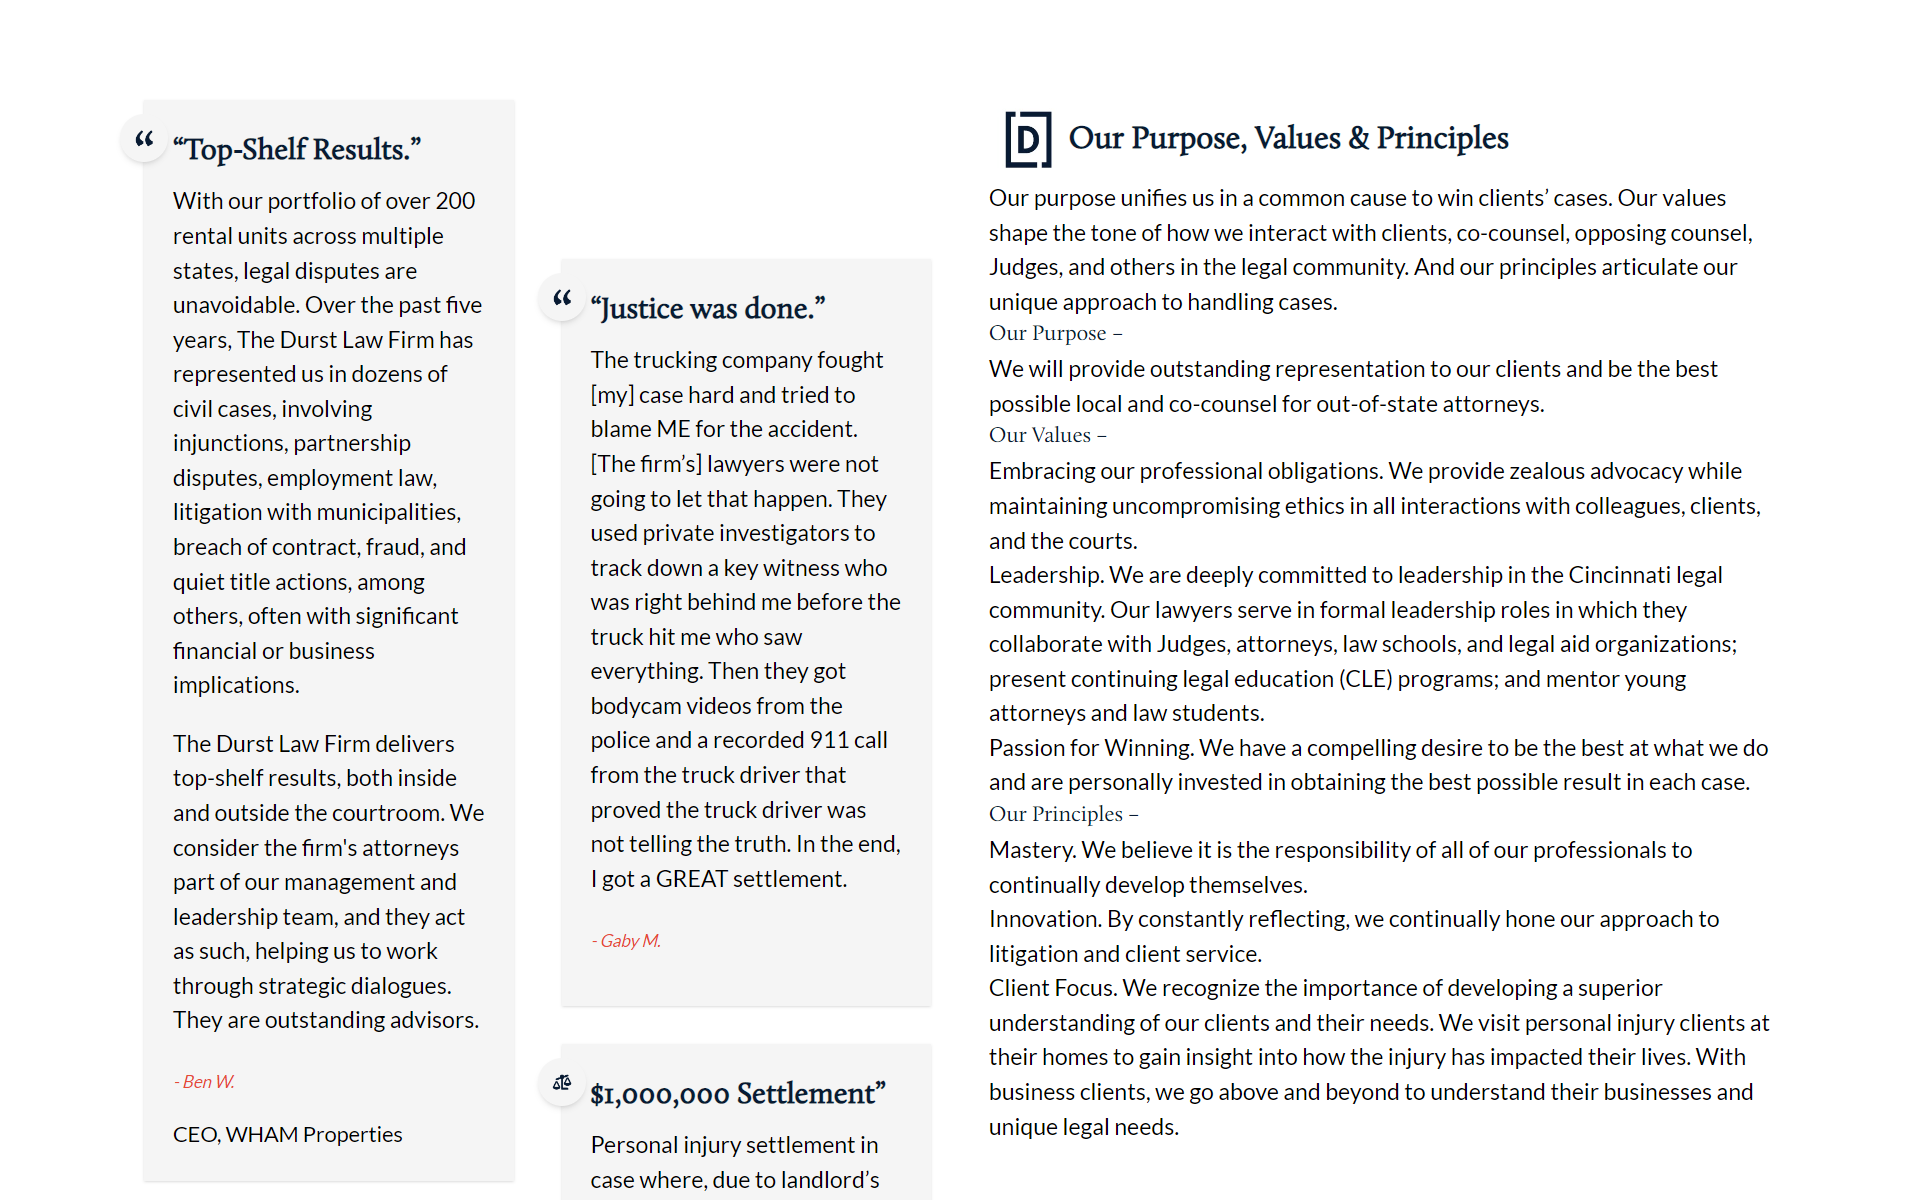 “Top-Shelf Results.”
With our portfolio of over 200
rental units across multiple
states, legal disputes are
unavoidable. Over the past five
years, The Durst Law Firm has
represented us in dozens of
civil cases, involving
injunctions, partnership
disputes, employment law,
litigation with municipalities,
breach of contract, fraud, and
quiet title actions, among
others, often with significant
financial or business
implications.
The Durst Law Firm delivers
top-shelf results, both inside
and outside the courtroom. We
consider the firm's attorneys
part of our management and
leadership team, and they act
as such, helping us to work
through strategic dialogues.
They are outstanding advisors.
- Ben W.
CEO, WHAM Properties
“Justice was done.”
The trucking company fought
[my] case hard and tried to
blame ME for the accident.
[The firm’s] lawyers were not
going to let that happen. They
used private investigators to
track down a key witness who
was right behind me before the
truck hit me who saw
everything. Then they got
bodycam videos from the
police and a recorded 911 call
from the truck driver that
proved the truck driver was
not telling the truth. In the end,
I got a GREAT settlement.
- Gaby M.
$1,000,000 Settlement”
Personal injury settlement in
case where, due to landlord’s
D
Our Purpose, Values & Principles
Our purpose unifies us in a common cause to win clients’ cases. Our values
shape the tone of how we interact with clients, co-counsel, opposing counsel,
Judges, and others in the legal community. And our principles articulate our
unique approach to handling cases.
Our Purpose –
We will provide outstanding representation to our clients and be the best
possible local and co-counsel for out-of-state attorneys.
Our Values –
Embracing our professional obligations. We provide zealous advocacy while
maintaining uncompromising ethics in all interactions with colleagues, clients,
and the courts.
Leadership. We are deeply committed to leadership in the Cincinnati legal
community. Our lawyers serve in formal leadership roles in which they
collaborate with Judges, attorneys, law schools, and legal aid organizations;
present continuing legal education (CLE) programs; and mentor young
attorneys and law students.
Passion for Winning. We have a compelling desire to be the best at what we do
and are personally invested in obtaining the best possible result in each case.
Our Principles –
Mastery. We believe it is the responsibility of all of our professionals to
continually develop themselves.
Innovation. By constantly reflecting, we continually hone our approach to
litigation and client service.
Client Focus. We recognize the importance of developing a superior
understanding of our clients and their needs. We visit personal injury clients at
their homes to gain insight into how the injury has impacted their lives. With
business clients, we go above and beyond to understand their businesses and
unique legal needs.